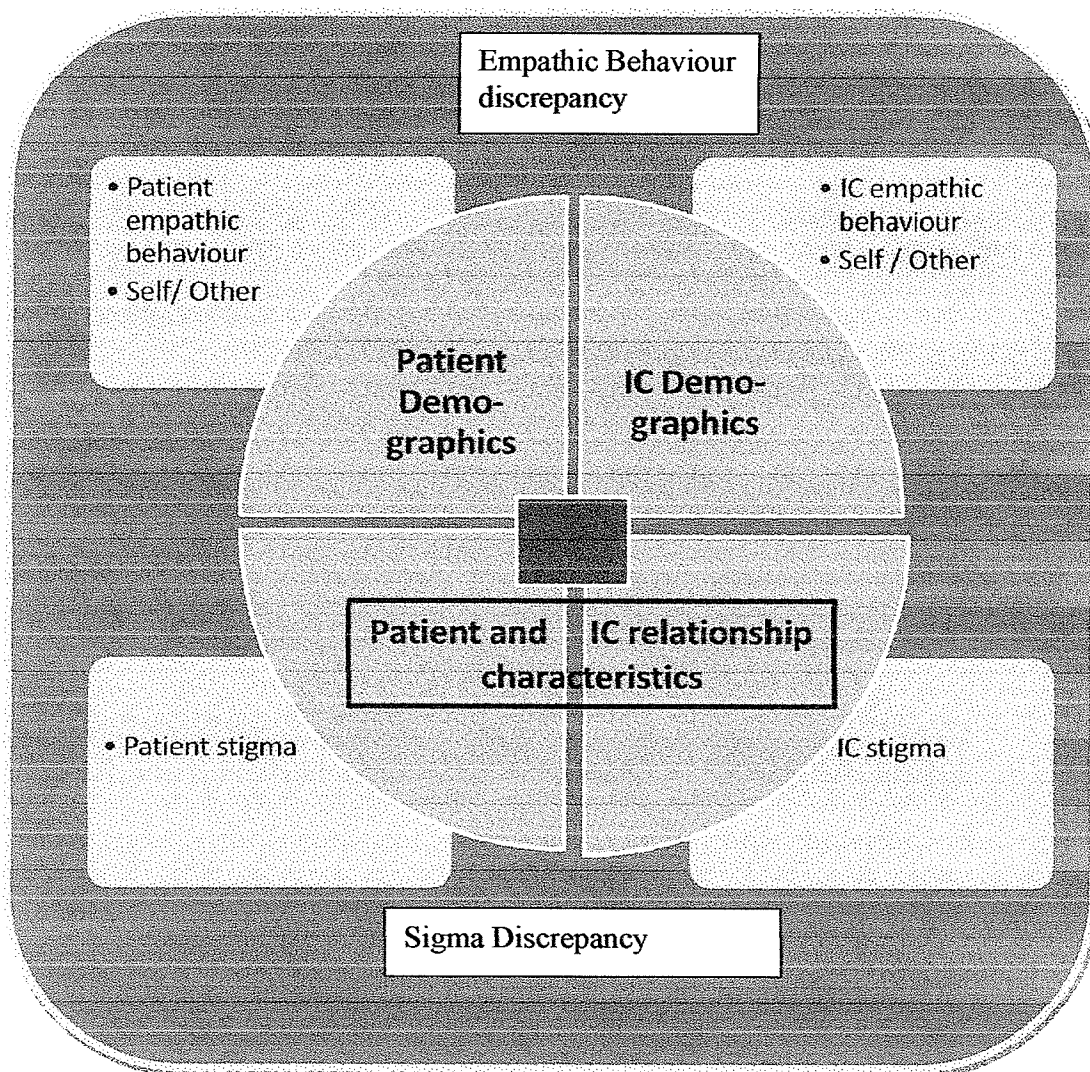 Empathic Behaviour
discrepancy
• Patient
empathic
behaviour
• Self/ Other
• IC empathic
behaviour
• Self / Other
Patient
Demo-
graphics
IC Demo-
graphics
Patient and IC relationship
characteristics
• Patient stigma
IC stigma
Sigma Discrepancy